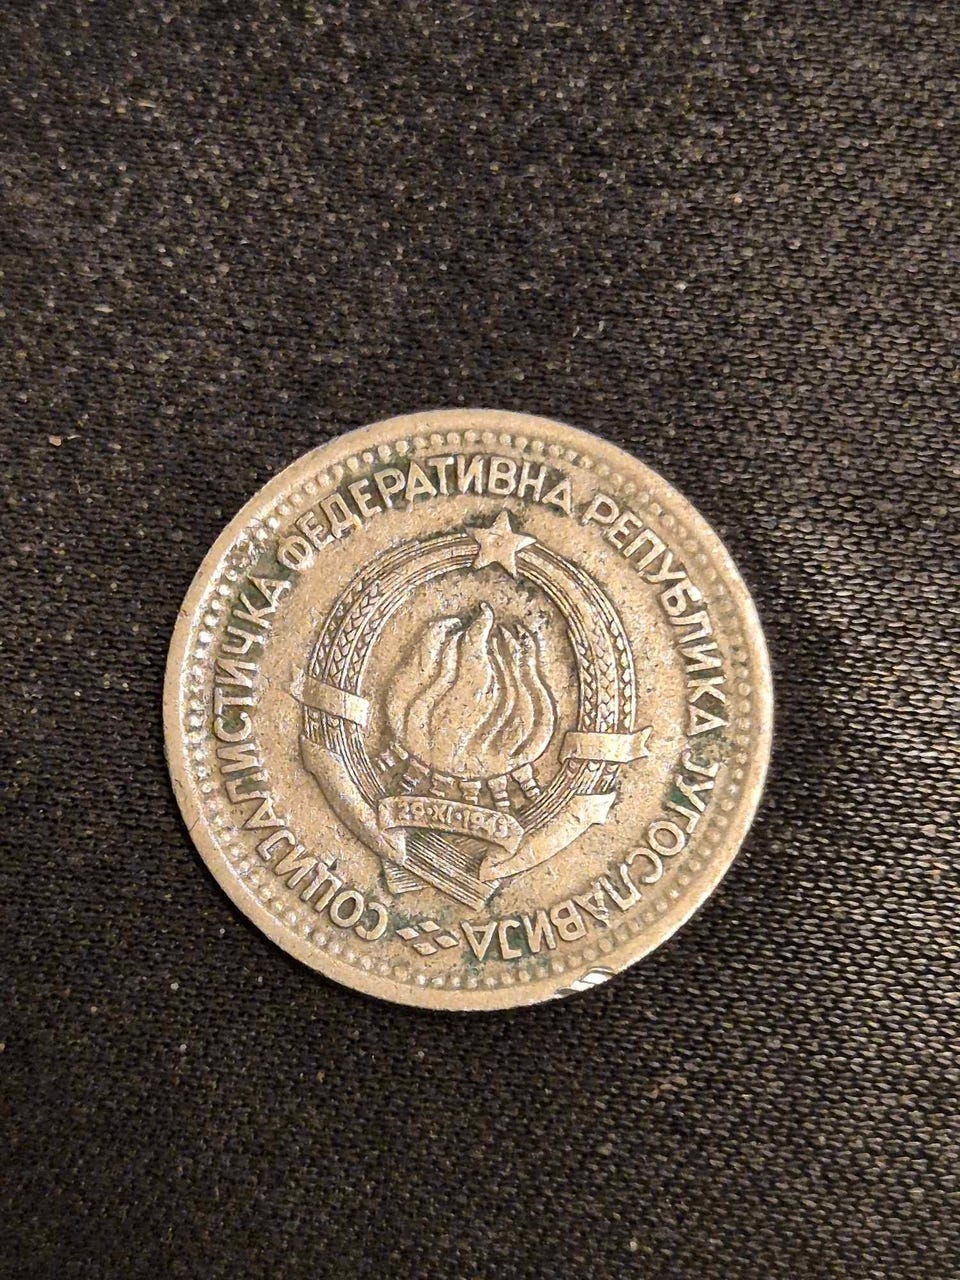 СОЦИЈАЛИСТИЧКА ФЕДЕРАТИВНА РЕПУБЛИКА ЈУГОСЛАВИЈА
29·XI·1943